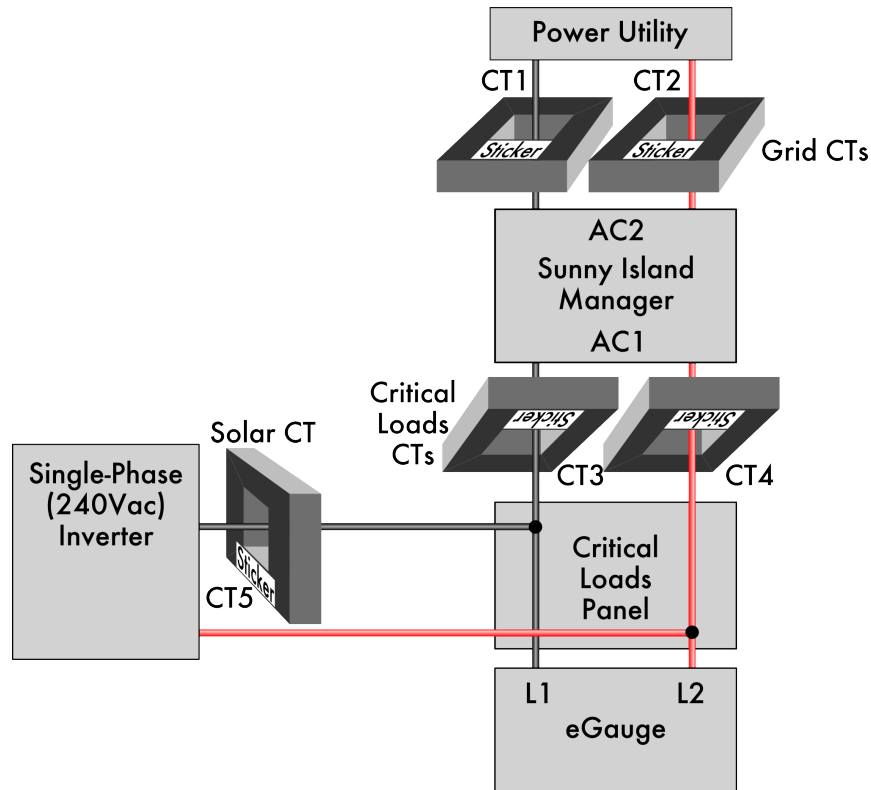 Power Utility
CT1
CT2
Sticker
Sticker
Grid CTs
AC2
Sunny Island
Manager
AC1
Critical
Loads
CTs
Sticker
Sticker
CT3
CT4
Solar CT
Single-Phase
(240Vac)
Inverter
Sticker
CT5
Critical
Loads
Panel
L1
L2
eGauge